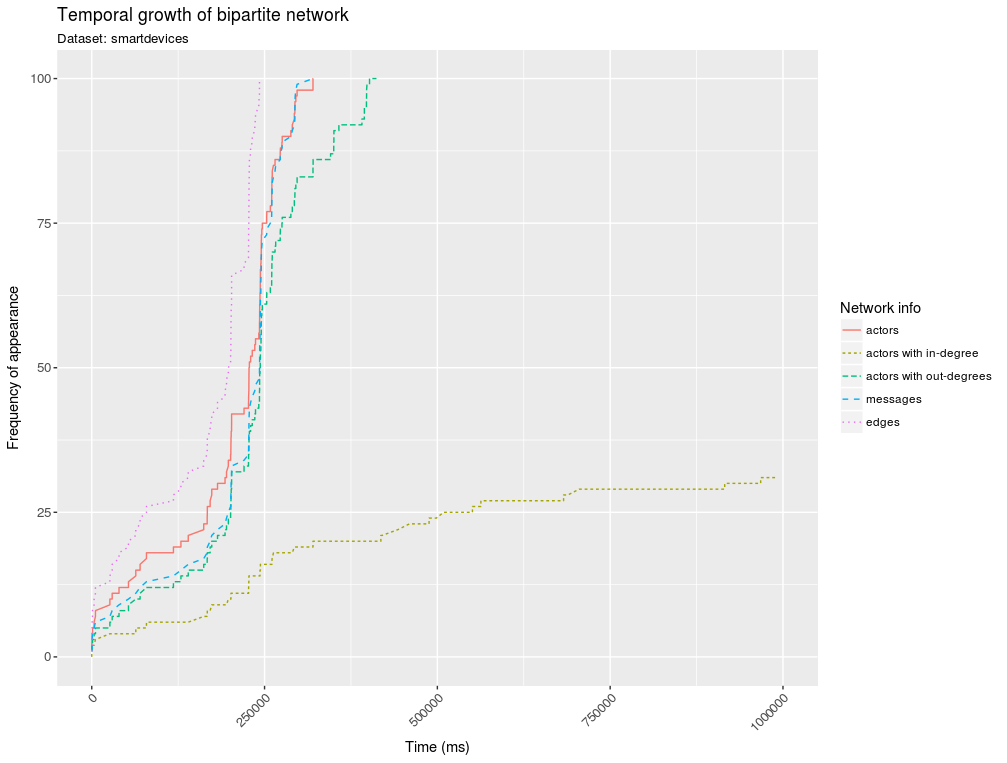 Temporal growth of bipartite network
Dataset: smartdevices
Frequency of appearance
100
75
50
25
0
0
250000
500000
750000
1000000
Time (ms)
Network info
actors
actors with in-degree
actors with out-degrees
messages
edges